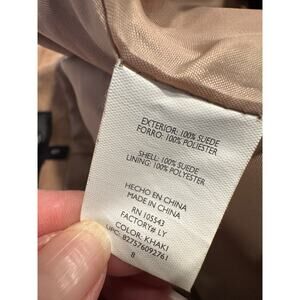 EXTERIOR: 100% SUEDE
FORRO: 100% POLIESTER
SHELL: 100% SUEDE
LINING: 100% POLYESTER
HECHO EN CHINA
MADE IN CHINA
RN 105543
FACTORY# LY
COLOR: KHAKI
UPC: 827576092761
8